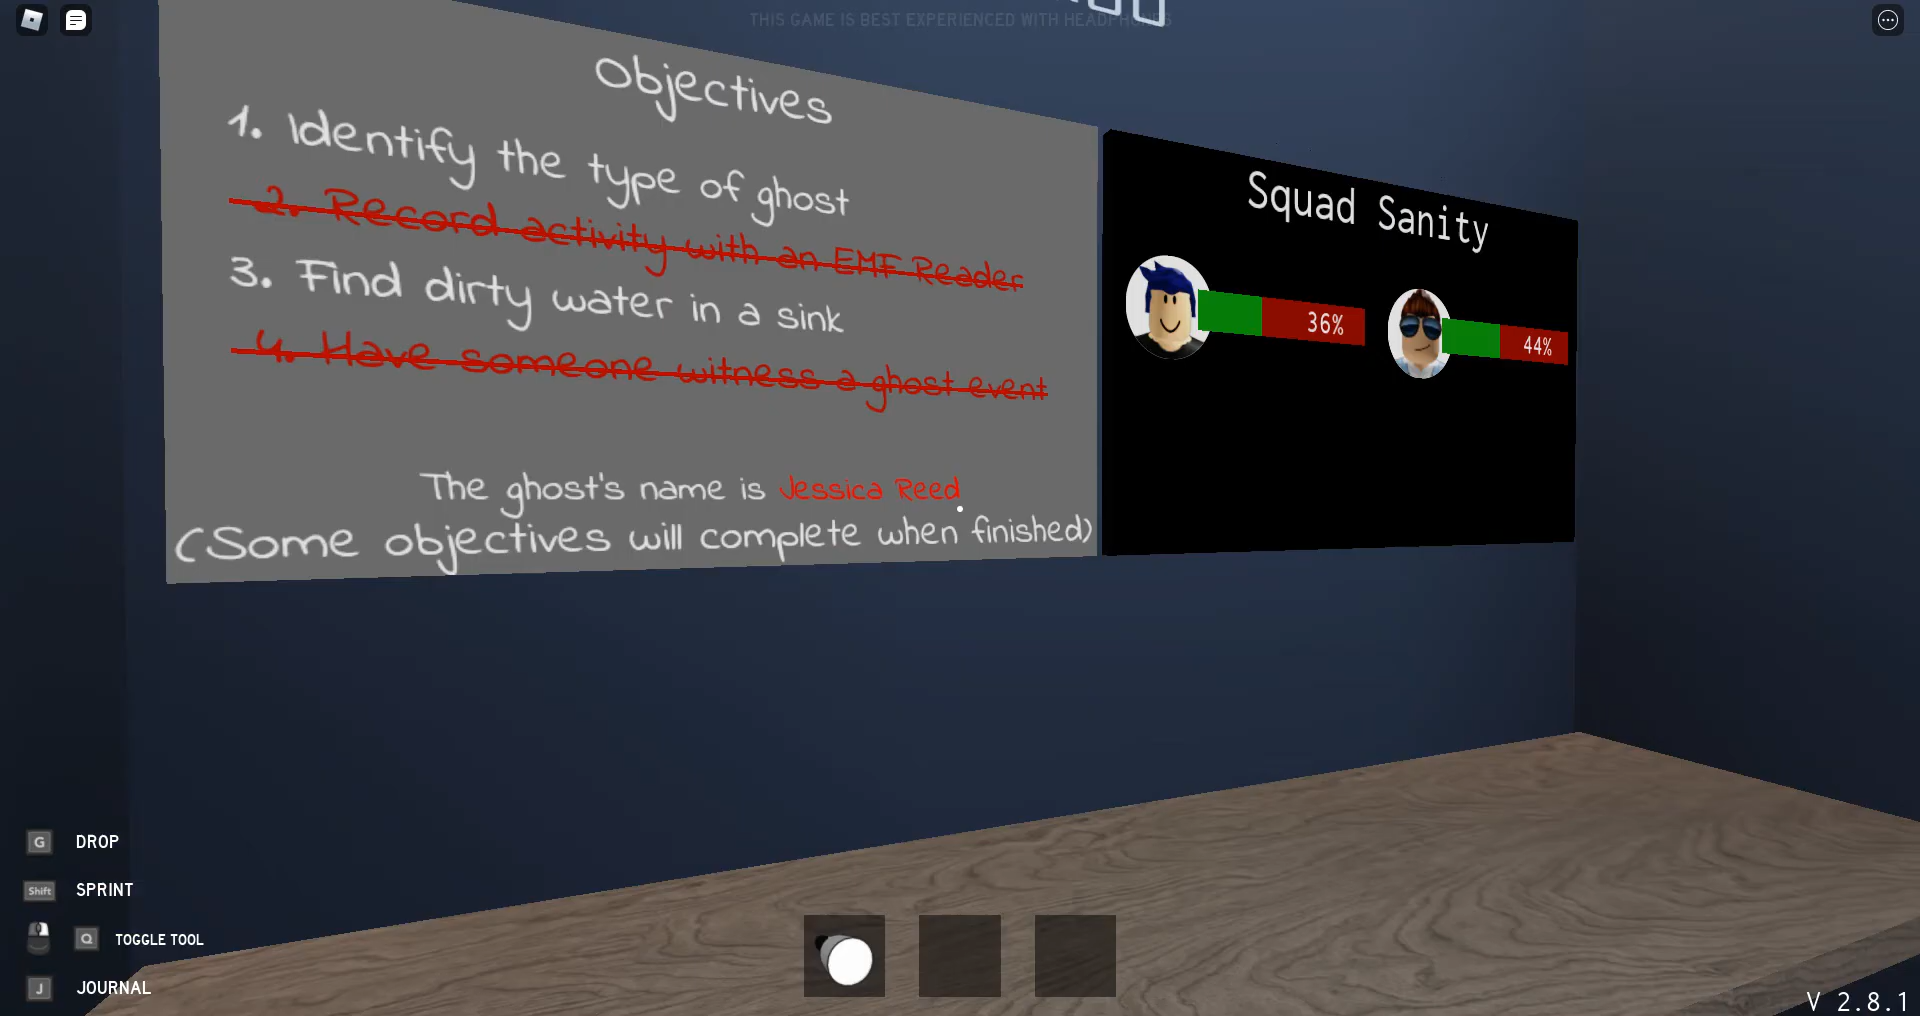 THIS GAME IS BEST EXPERIENCED WITH HEADPHONES
Objectives
1. Identify the type of ghost
2. Record activity with an EMF Reader
3. Find dirty water in a sink
4. Have someone witness a ghost event
The ghost's name is Jessica Reed
(Some objectives will complete when finished)
Squad Sanity
36%
44%
G DROP
Shift SPRINT
Q TOGGLE TOOL
J JOURNAL
V 2.8.1